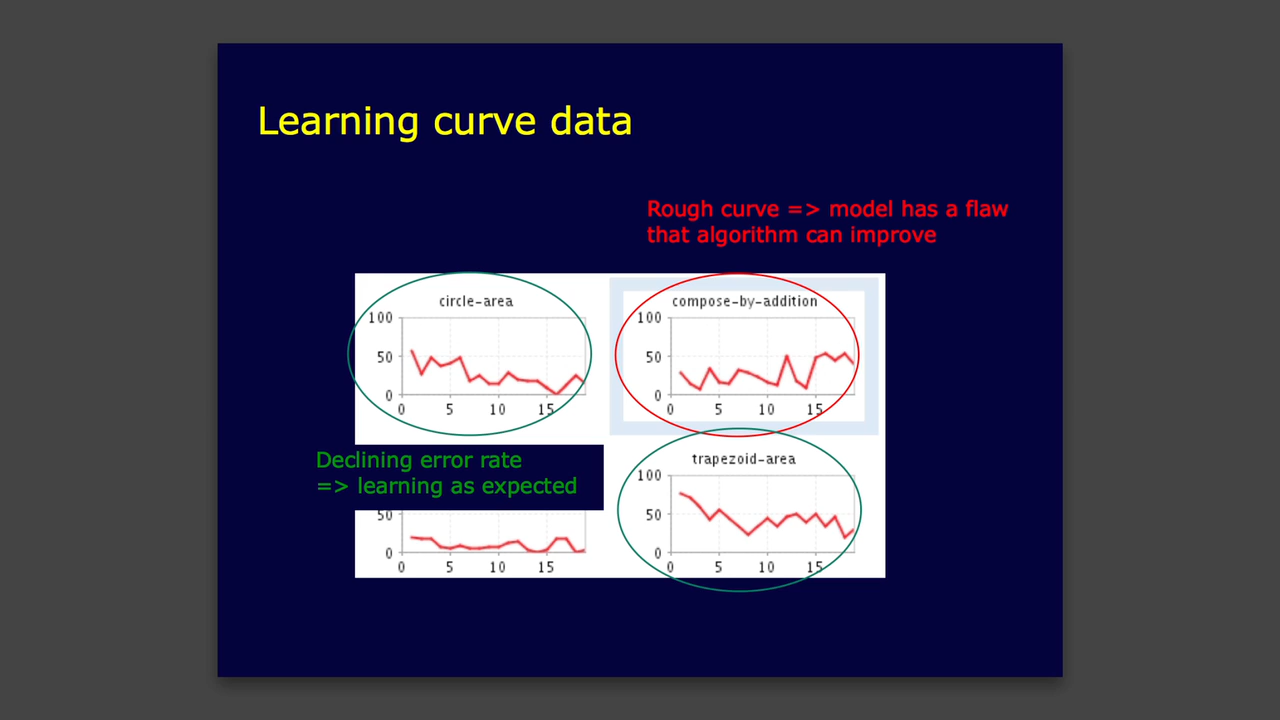 Learning curve data
Rough curve => model has a flaw
that algorithm can improve
circle-area
100
50
0
0 5 10 15
compose-by-addition
100
50
0
0 5 10 15
Declining error rate
=> learning as expected
50
0
0 5 10 15
trapezoid-area
100
50
0
0 5 10 15